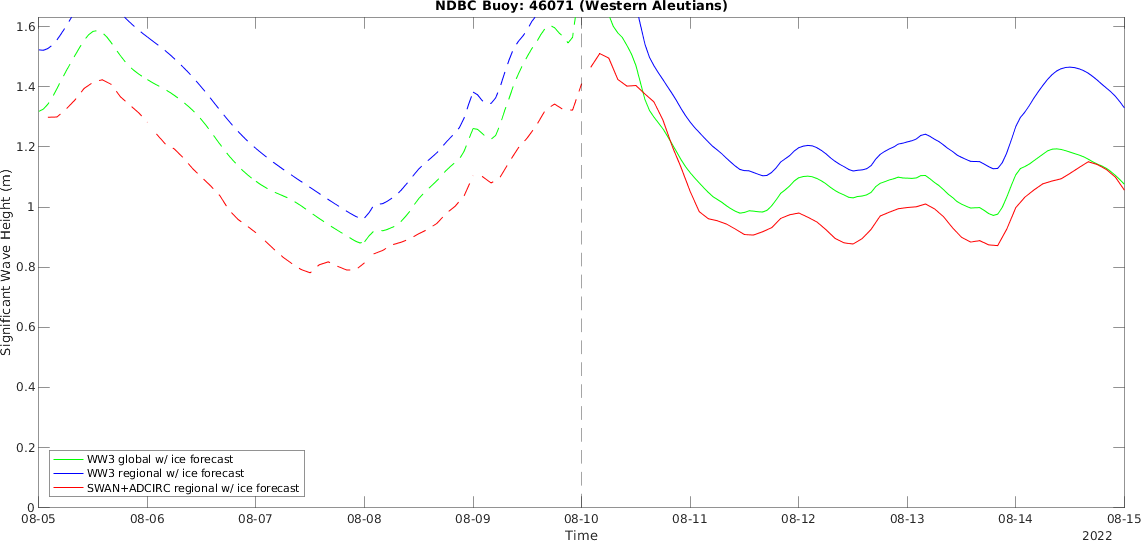 NDBC Buoy: 46071 (Western Aleutians)
1.6
1.4
1.2
1
0.8
0.6
0.4
0.2
0
Significant Wave Height (m)
WW3 global w/ ice forecast
WW3 regional w/ ice forecast
SWAN+ADCIRC regional w/ ice forecast
08-05 08-06 08-07 08-08 08-09 08-10 08-11 08-12 08-13 08-14 08-15
Time
2022